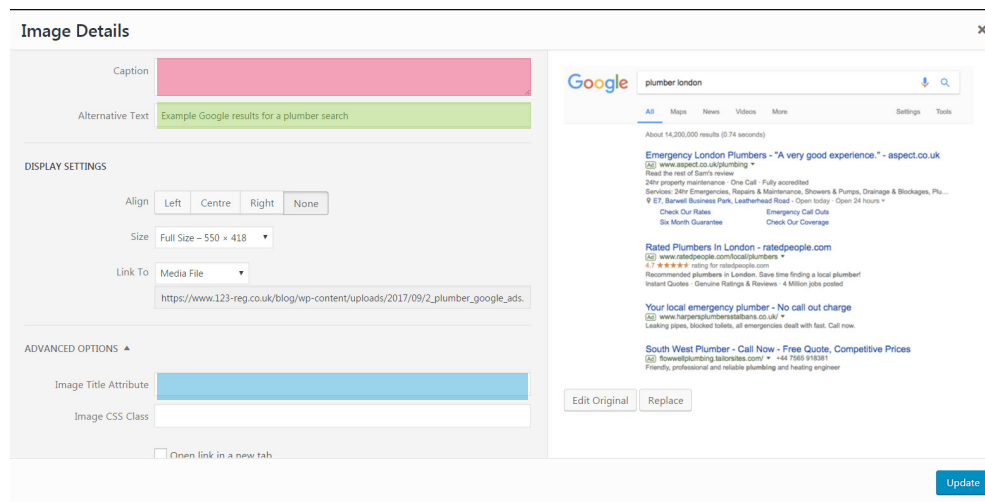 Image Details
×
Caption
Alternative Text Example Google results for a plumber search
DISPLAY SETTINGS
Align Left Centre Right None
Size Full Size – 550 × 418
Link To Media File
https://www.123-reg.co.uk/blog/wp-content/uploads/2017/09/2_plumber_google_ads.
ADVANCED OPTIONS
Image Title Attribute
Image CSS Class
Open link in a new tab
Google plumber london
All Maps News Videos More Settings Tools
About 14,200,000 results (0.74 seconds)
Emergency London Plumbers - "A very good experience." - aspect.co.uk
Ad www.aspect.co.uk/plumbing
Read the rest of Sam's review
24hr property maintenance · One Call · Fully accredited
Services: 24hr Emergencies, Repairs & Maintenance, Showers & Pumps, Drainage & Blockages, Plu...
E7, Barwell Business Park, Leatherhead Road - Open today · Open 24 hours
Check Our Rates Emergency Call Outs
Six Month Guarantee Check Our Coverage
Rated Plumbers In London - ratedpeople.com
Ad www.ratedpeople.com/local/plumbers
4.7 ★★★★★ rating for ratedpeople.com
Recommended plumbers in London. Save time finding a local plumber!
Instant Quotes · Genuine Ratings & Reviews · 4 Million jobs posted
Your local emergency plumber - No call out charge
Ad www.harpersplumbersstalbans.co.uk/
Leaking pipes, blocked toilets, all emergencies dealt with fast. Call now.
South West Plumber - Call Now - Free Quote, Competitive Prices
Ad flowwellplumbing.tailorsites.com/ +44 7565 918381
Friendly, professional and reliable plumbing and heating engineer
Edit Original Replace
Update